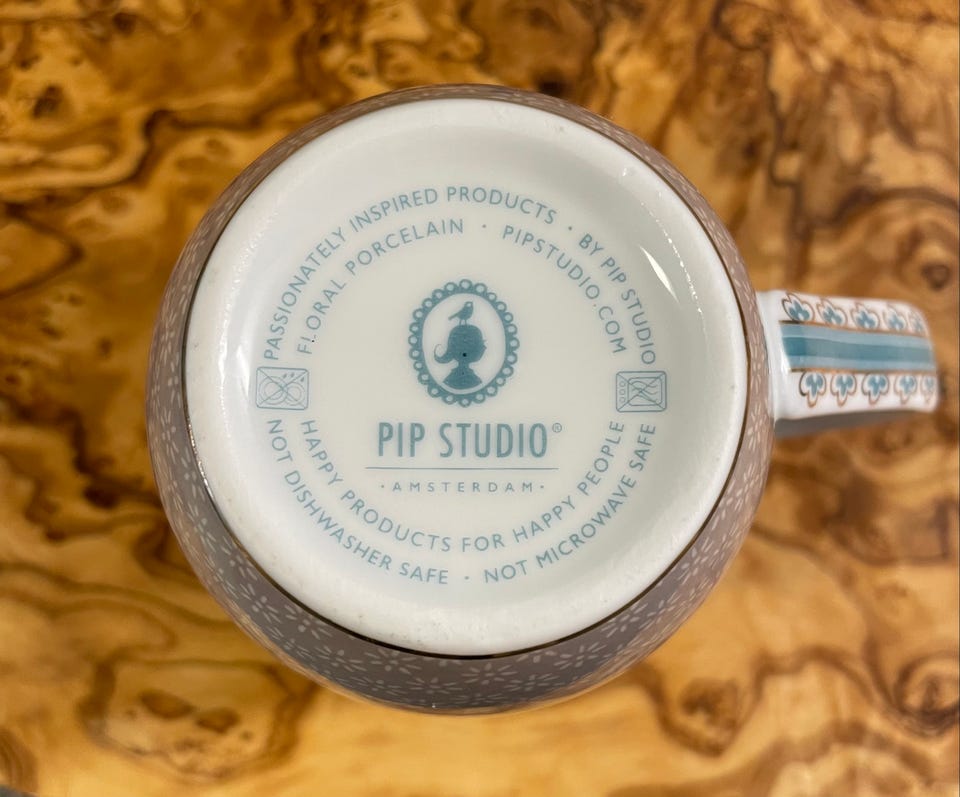 PASSIONATELY INSPIRED PRODUCTS · BY PIP STUDIO
FLORAL PORCELAIN · PIPSTUDIO.COM
PIP STUDIO®
·AMSTERDAM·
HAPPY PRODUCTS FOR HAPPY PEOPLE
NOT DISHWASHER SAFE · NOT MICROWAVE SAFE